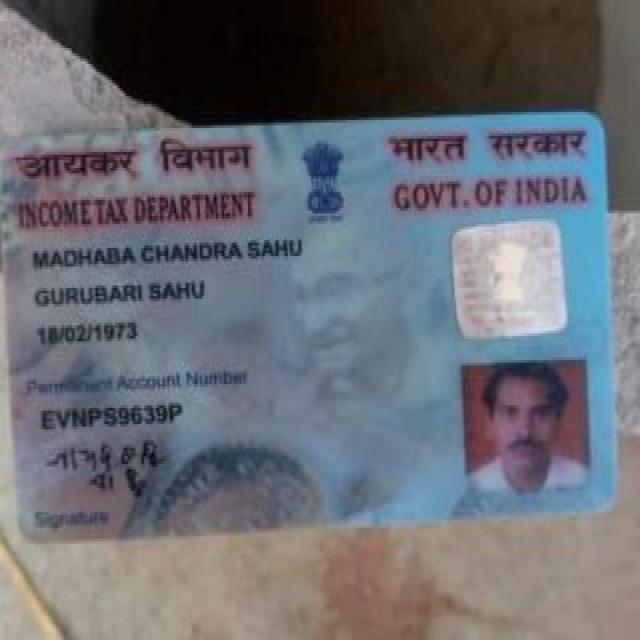 आयकर विभाग
भारत सरकार
INCOME TAX DEPARTMENT
GOVT. OF INDIA
MADHABA CHANDRA SAHU
GURUBARI SAHU
18/02/1973
Permanent Account Number
EVNPS9639P
Signature